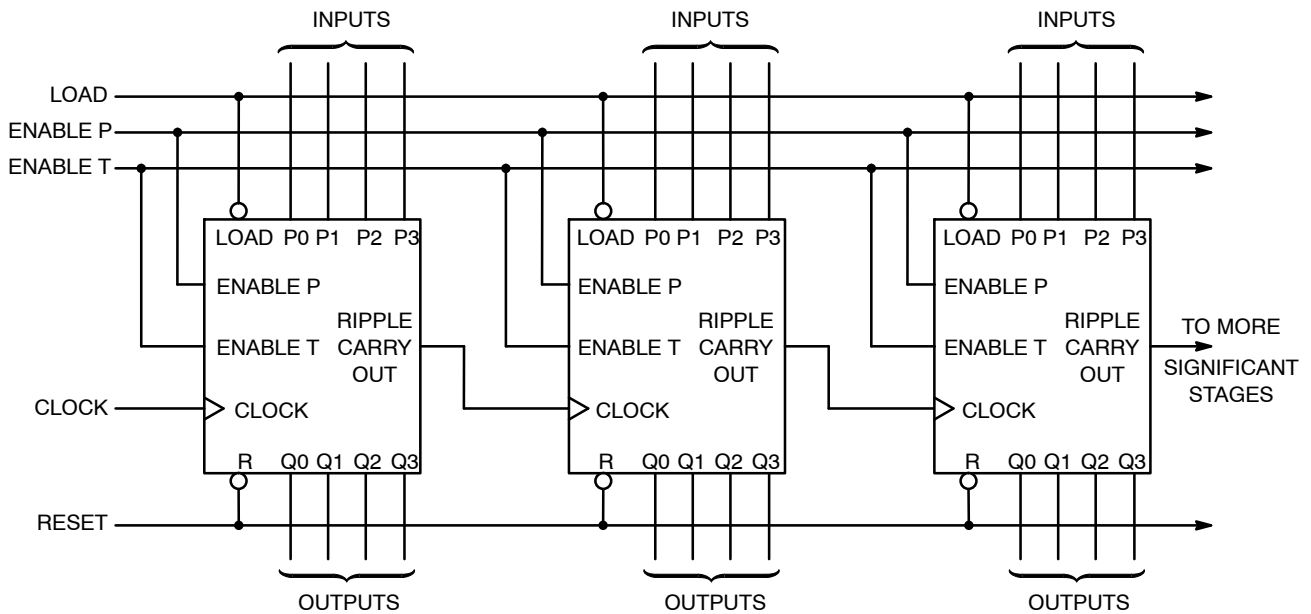 INPUTS INPUTS INPUTS
LOAD
ENABLE P
ENABLE T
LOAD P0 P1 P2 P3 LOAD P0 P1 P2 P3 LOAD P0 P1 P2 P3
ENABLE P ENABLE P ENABLE P
RIPPLE RIPPLE RIPPLE TO MORE
ENABLE T CARRY ENABLE T CARRY ENABLE T CARRY
OUT OUT OUT SIGNIFICANT
STAGES
CLOCK CLOCK CLOCK CLOCK
R Q0 Q1 Q2 Q3 R Q0 Q1 Q2 Q3 R Q0 Q1 Q2 Q3
RESET
OUTPUTS OUTPUTS OUTPUTS